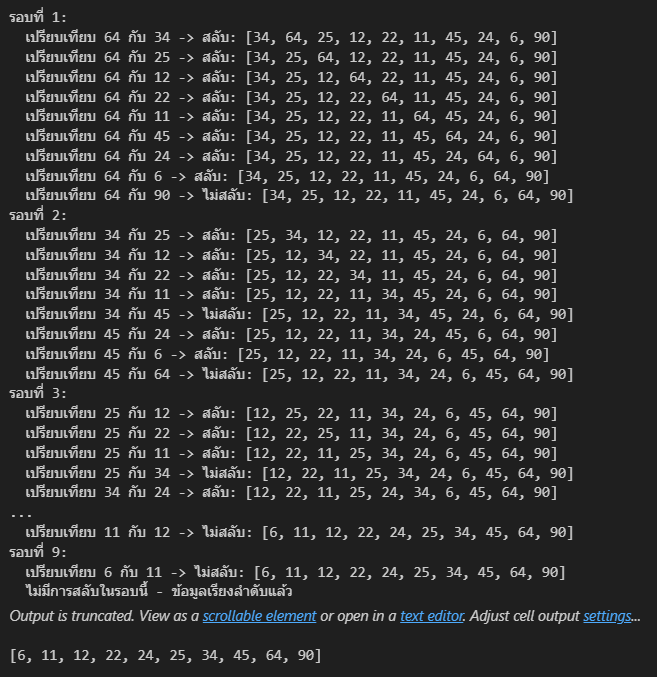 รอบที่ 1:
เปรียบเทียบ 64 กับ 34 -> สลับ: [34, 64, 25, 12, 22, 11, 45, 24, 6, 90]
เปรียบเทียบ 64 กับ 25 -> สลับ: [34, 25, 64, 12, 22, 11, 45, 24, 6, 90]
เปรียบเทียบ 64 กับ 12 -> สลับ: [34, 25, 12, 64, 22, 11, 45, 24, 6, 90]
เปรียบเทียบ 64 กับ 22 -> สลับ: [34, 25, 12, 22, 64, 11, 45, 24, 6, 90]
เปรียบเทียบ 64 กับ 11 -> สลับ: [34, 25, 12, 22, 11, 64, 45, 24, 6, 90]
เปรียบเทียบ 64 กับ 45 -> สลับ: [34, 25, 12, 22, 11, 45, 64, 24, 6, 90]
เปรียบเทียบ 64 กับ 24 -> สลับ: [34, 25, 12, 22, 11, 45, 24, 64, 6, 90]
เปรียบเทียบ 64 กับ 6 -> สลับ: [34, 25, 12, 22, 11, 45, 24, 6, 64, 90]
เปรียบเทียบ 64 กับ 90 -> ไม่สลับ: [34, 25, 12, 22, 11, 45, 24, 6, 64, 90]
รอบที่ 2:
เปรียบเทียบ 34 กับ 25 -> สลับ: [25, 34, 12, 22, 11, 45, 24, 6, 64, 90]
เปรียบเทียบ 34 กับ 12 -> สลับ: [25, 12, 34, 22, 11, 45, 24, 6, 64, 90]
เปรียบเทียบ 34 กับ 22 -> สลับ: [25, 12, 22, 34, 11, 45, 24, 6, 64, 90]
เปรียบเทียบ 34 กับ 11 -> สลับ: [25, 12, 22, 11, 34, 45, 24, 6, 64, 90]
เปรียบเทียบ 34 กับ 45 -> ไม่สลับ: [25, 12, 22, 11, 34, 45, 24, 6, 64, 90]
เปรียบเทียบ 45 กับ 24 -> สลับ: [25, 12, 22, 11, 34, 24, 45, 6, 64, 90]
เปรียบเทียบ 45 กับ 6 -> สลับ: [25, 12, 22, 11, 34, 24, 6, 45, 64, 90]
เปรียบเทียบ 45 กับ 64 -> ไม่สลับ: [25, 12, 22, 11, 34, 24, 6, 45, 64, 90]
รอบที่ 3:
เปรียบเทียบ 25 กับ 12 -> สลับ: [12, 25, 22, 11, 34, 24, 6, 45, 64, 90]
เปรียบเทียบ 25 กับ 22 -> สลับ: [12, 22, 25, 11, 34, 24, 6, 45, 64, 90]
เปรียบเทียบ 25 กับ 11 -> สลับ: [12, 22, 11, 25, 34, 24, 6, 45, 64, 90]
เปรียบเทียบ 25 กับ 34 -> ไม่สลับ: [12, 22, 11, 25, 34, 24, 6, 45, 64, 90]
เปรียบเทียบ 34 กับ 24 -> สลับ: [12, 22, 11, 25, 24, 34, 6, 45, 64, 90]
...
เปรียบเทียบ 11 กับ 12 -> ไม่สลับ: [6, 11, 12, 22, 24, 25, 34, 45, 64, 90]
รอบที่ 9:
เปรียบเทียบ 6 กับ 11 -> ไม่สลับ: [6, 11, 12, 22, 24, 25, 34, 45, 64, 90]
ไม่มีการสลับในรอบนี้ - ข้อมูลเรียงลำดับแล้ว
Output is truncated. View as a scrollable element or open in a text editor. Adjust cell output settings...
[6, 11, 12, 22, 24, 25, 34, 45, 64, 90]